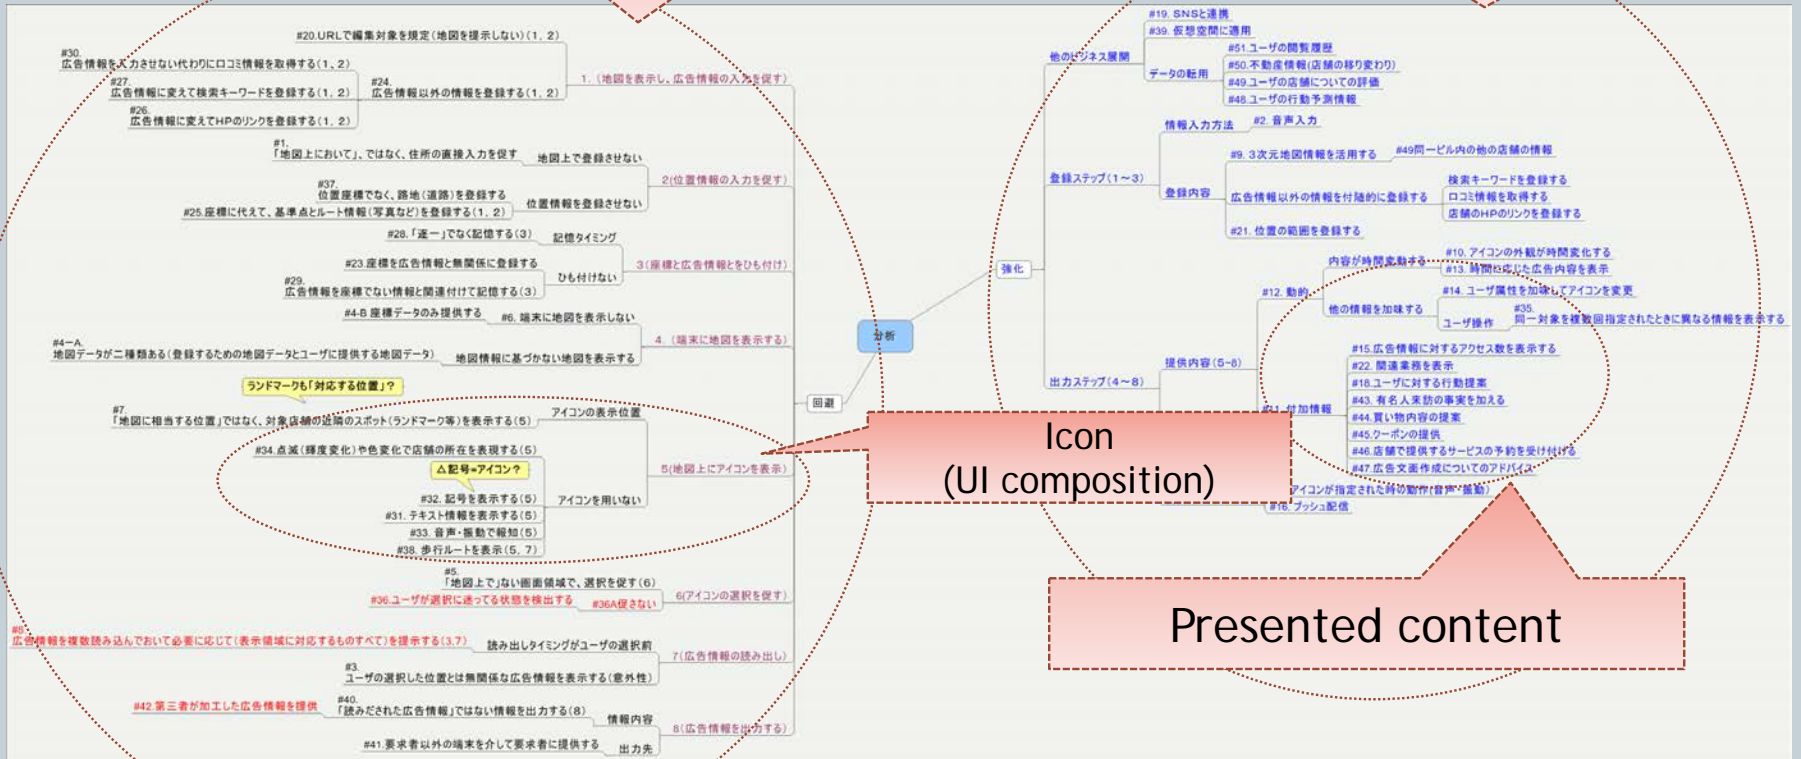 #20.URLで編集対象を規定(地図を提示しない)(1, 2)
#30.
広告情報を入力させない代わりに口コミ情報を取得する(1、2)
#27.
広告情報に変えて検索キーワードを登録する(1, 2)
#26.
広告情報に変えてHPのリンクを登録する(1, 2)
#24.
広告情報以外の情報を登録する(1, 2)
1. (地図を表示し、広告情報の入力を促す)
#1.
「地図上において」、ではなく、住所の直接入力を促す
地図上で登録させない
#37.
位置座標でなく、路地(道路)を登録する
#25.座標に代えて、基準点とルート情報(写真など)を登録する(1, 2)
位置情報を登録させない
2(位置情報の入力を促す)
#28.「逐一」でなく記憶する(3)
記憶タイミング
#23.座標を広告情報と無関係に登録する
#29.
広告情報を座標でない情報と関連付けて記憶する(3)
ひも付けない
3(座標と広告情報とをひも付け)
#4-B 座標データのみ提供する
#6. 端末に地図を表示しない
#4-A.
地図データが二種類ある(登録するための地図データとユーザに提供する地図データ)
地図情報に基づかない地図を表示する
4. (端末に地図を表示する)
ランドマークも「対応する位置」?
#7.
「地図に相当する位置」ではなく、対象店舗の近隣のスポット(ランドマーク等)を表示する(5)
アイコンの表示位置
#34.点滅(輝度変化)や色変化で店舗の所在を表現する(5)
△記号=アイコン?
#32. 記号を表示する(5)
#31. テキスト情報を表示する(5)
#33. 音声・振動で報知(5)
#38. 歩行ルートを表示(5, 7)
アイコンを用いない
5(地図上にアイコンを表示)
#5.
「地図上で」ない画面領域で、選択を促す(6)
#36.ユーザが選択に迷ってる状態を検出する
#36A促さない
6(アイコンの選択を促す)
#8.
広告情報を複数読み込んでおいて必要に応じて(表示領域に対応するものすべて)を提示する(3,7)
読み出しタイミングがユーザの選択前
#3.
ユーザの選択した位置とは無関係な広告情報を表示する(意外性)
7(広告情報の読み出し)
#42.第三者が加工した広告情報を提供
#40.
「読みだされた広告情報」ではない情報を出力する(8)
情報内容
#41.要求者以外の端末を介して要求者に提供する
出力先
8(広告情報を出力する)
回避
分析
強化
他のビジネス展開
#19. SNSと連携
#39. 仮想空間に適用
データの転用
#51.ユーザの閲覧履歴
#50.不動産情報(店舗の移り変わり)
#49.ユーザの店舗についての評価
#48.ユーザの行動予測情報
登録ステップ(1~3)
情報入力方法
#2. 音声入力
登録内容
#9. 3次元地図情報を活用する
#49同一ビル内の他の店舗の情報
広告情報以外の情報を付随的に登録する
検索キーワードを登録する
口コミ情報を取得する
店舗のHPのリンクを登録する
#21. 位置の範囲を登録する
出力ステップ(4~8)
提供内容(5-8)
#12. 動的
内容が時間変動する
#10. アイコンの外観が時間変化する
#13. 時間に応じた広告内容を表示
他の情報を加味する
#14. ユーザ属性を加味してアイコンを変更
ユーザ操作
#35.
同一対象を複数回指定されたときに異なる情報を表示する
#11. 付加情報
#15.広告情報に対するアクセス数を表示する
#22. 関連業務を表示
#18.ユーザに対する行動提案
#43. 有名人来訪の事実を加える
#44.買い物内容の提案
#45.クーポンの提供
#46.店舗で提供するサービスの予約を受け付ける
#47.広告文面作成についてのアドバイス
アイコンが指定された時の動作(音声・振動)
#16. プッシュ配信
Icon
(UI composition)
Presented content